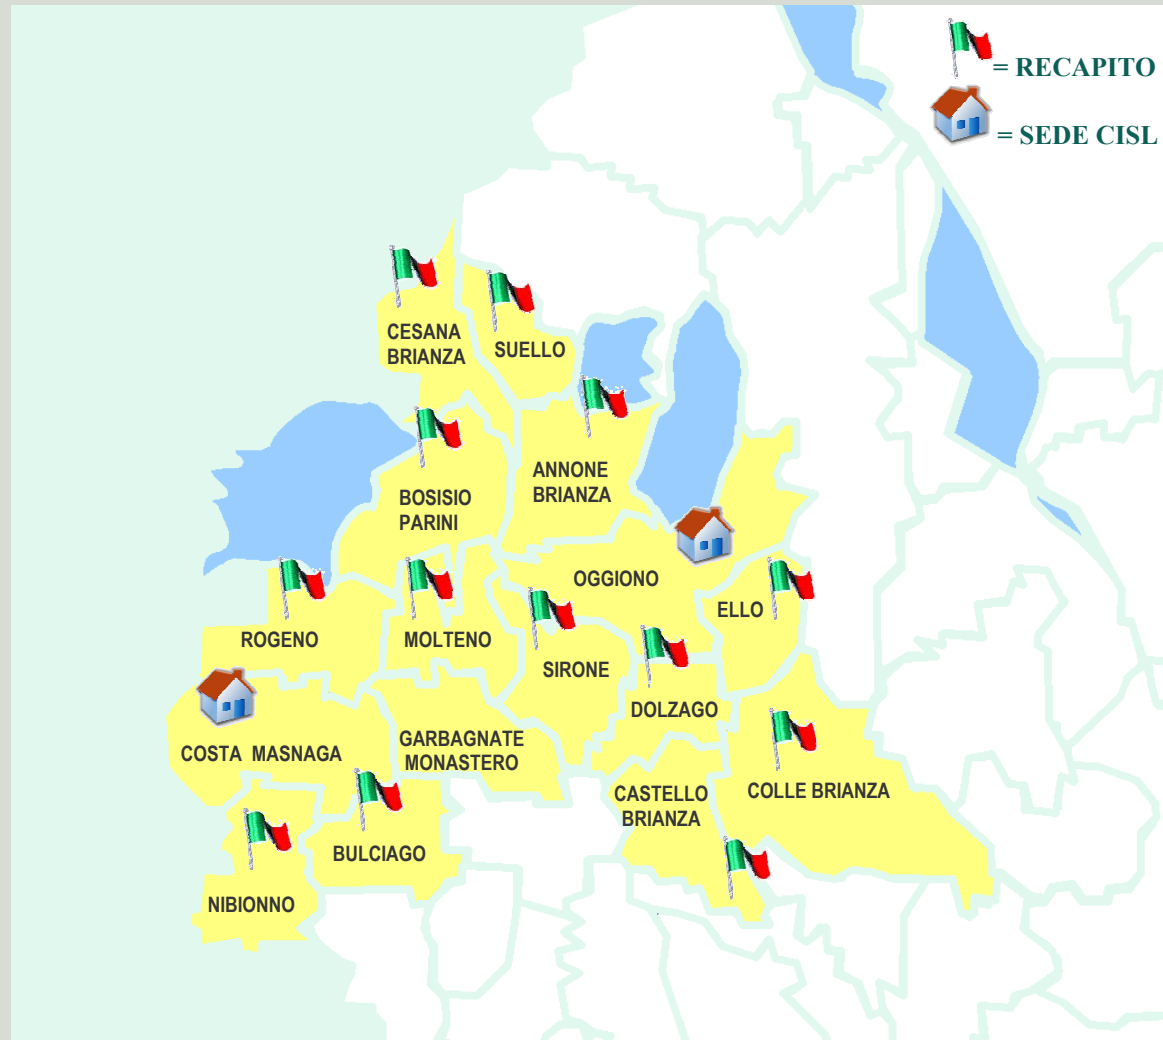 = RECAPITO
= SEDE CISL
CESANA
BRIANZA
SUELLO
ANNONE
BRIANZA
BOSISIO
PARINI
OGGIONO
ELLO
ROGENO
MOLTENO
SIRONE
DOLZAGO
COSTA MASNAGA
GARBAGNATE
MONASTERO
CASTELLO
BRIANZA
COLLE BRIANZA
BULCIAGO
NIBIONNO